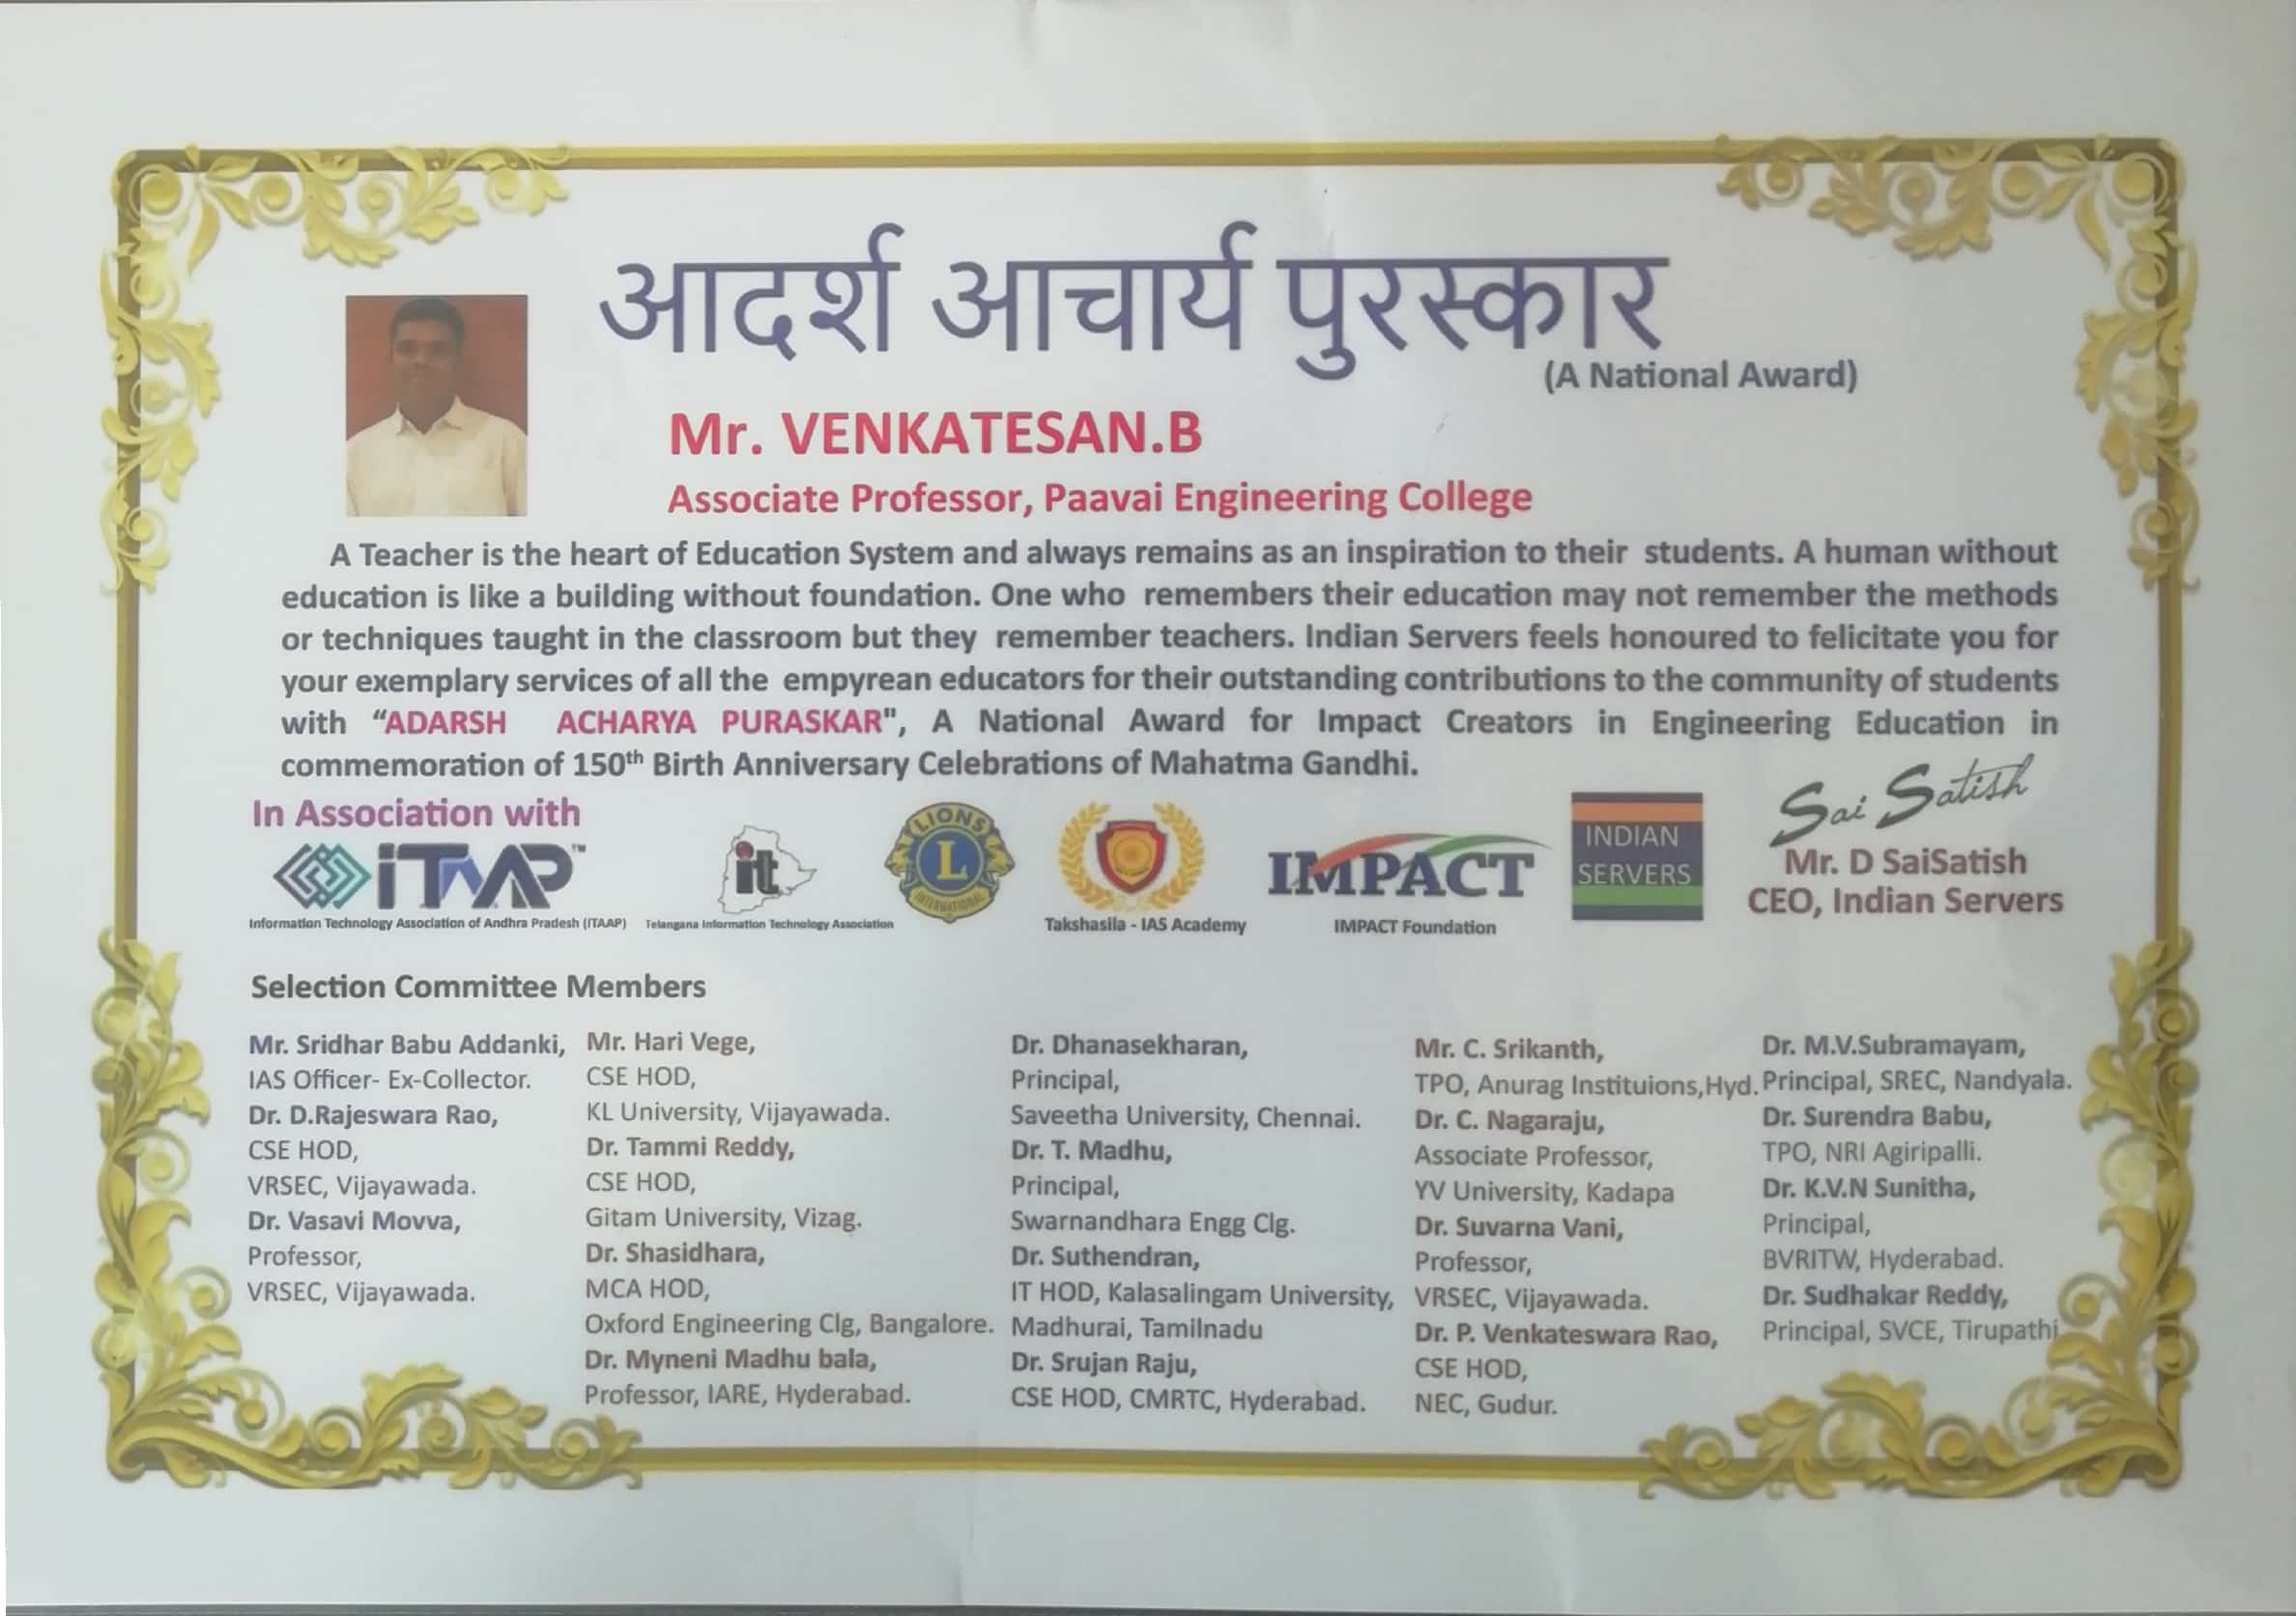 आदर्श आचार्य पुरस्कार
(A National Award)
Mr. VENKATESAN.B
Associate Professor, Paavai Engineering College
A Teacher is the heart of Education System and always remains as an inspiration to their students. A human without
education is like a building without foundation. One who remembers their education may not remember the methods
or techniques taught in the classroom but they remember teachers. Indian Servers feels honoured to felicitate you for
your exemplary services of all the empyrean educators for their outstanding contributions to the community of students
with “ADARSH ACHARYA PURASKAR", A National Award for Impact Creators in Engineering Education in
commemoration of 150th Birth Anniversary Celebrations of Mahatma Gandhi.
In Association with
iTAAP™
Information Technology Association of Andhra Pradesh (ITAAP)
it
Telangana Information Technology Association
LIONS
L
INTERNATIONAL
Takshasila - IAS Academy
IMPACT
IMPACT Foundation
INDIAN
SERVERS
Sai Satish
Mr. D SaiSatish
CEO, Indian Servers
Selection Committee Members
Mr. Sridhar Babu Addanki,
IAS Officer- Ex-Collector.
Dr. D.Rajeswara Rao,
CSE HOD,
VRSEC, Vijayawada.
Dr. Vasavi Movva,
Professor,
VRSEC, Vijayawada.
Mr. Hari Vege,
CSE HOD,
KL University, Vijayawada.
Dr. Tammi Reddy,
CSE HOD,
Gitam University, Vizag.
Dr. Shasidhara,
MCA HOD,
Oxford Engineering Clg, Bangalore.
Dr. Myneni Madhu bala,
Professor, IARE, Hyderabad.
Dr. Dhanasekharan,
Principal,
Saveetha University, Chennai.
Dr. T. Madhu,
Principal,
Swarnandhara Engg Clg.
Dr. Suthendran,
IT HOD, Kalasalingam University,
Madhurai, Tamilnadu
Dr. Srujan Raju,
CSE HOD, CMRTC, Hyderabad.
Mr. C. Srikanth,
TPO, Anurag Instituions,Hyd.
Dr. C. Nagaraju,
Associate Professor,
YV University, Kadapa
Dr. Suvarna Vani,
Professor,
VRSEC, Vijayawada.
Dr. P. Venkateswara Rao,
CSE HOD,
NEC, Gudur.
Dr. M.V.Subramayam,
Principal, SREC, Nandyala.
Dr. Surendra Babu,
TPO, NRI Agiripalli.
Dr. K.V.N Sunitha,
Principal,
BVRITW, Hyderabad.
Dr. Sudhakar Reddy,
Principal, SVCE, Tirupathi